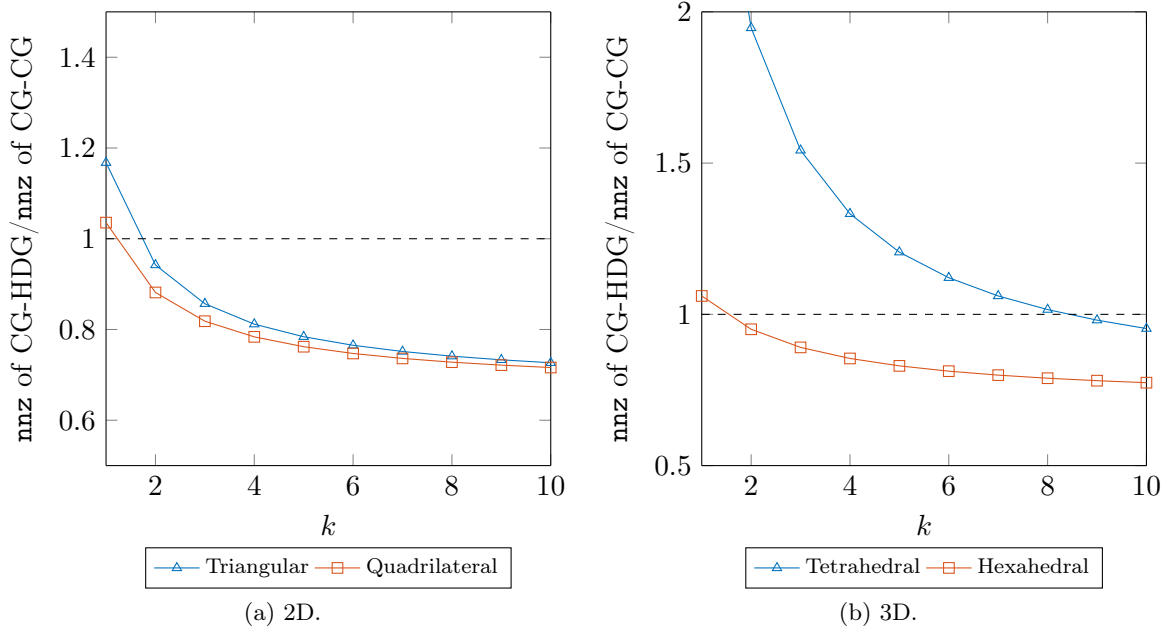 nnz of CG-HDG/nnz of CG-CG
1.4
1.2
1
0.8
0.6
2 4 6 8 10
k
Triangular Quadrilateral
(a) 2D.
nnz of CG-HDG/nnz of CG-CG
2
1.5
1
0.5
2 4 6 8 10
k
Tetrahedral Hexahedral
(b) 3D.